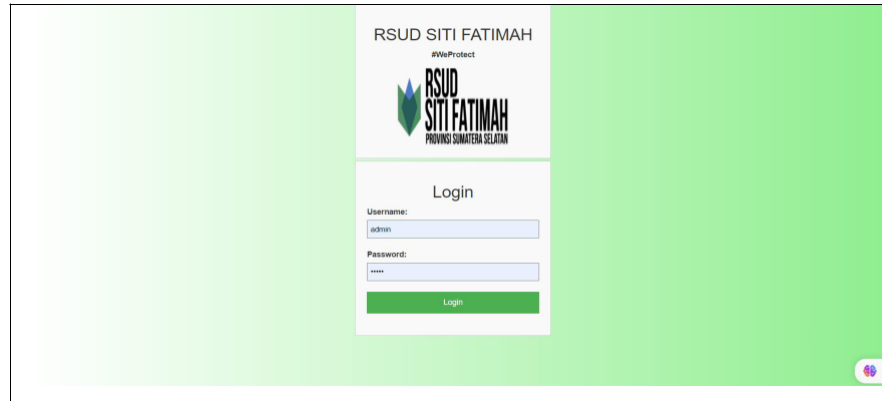 RSUD SITI FATIMAH
#WeProtect
RSUD
SITI FATIMAH
PROVINSI SUMATERA SELATAN
Login
Username:
admin
Password:
•••••
Login